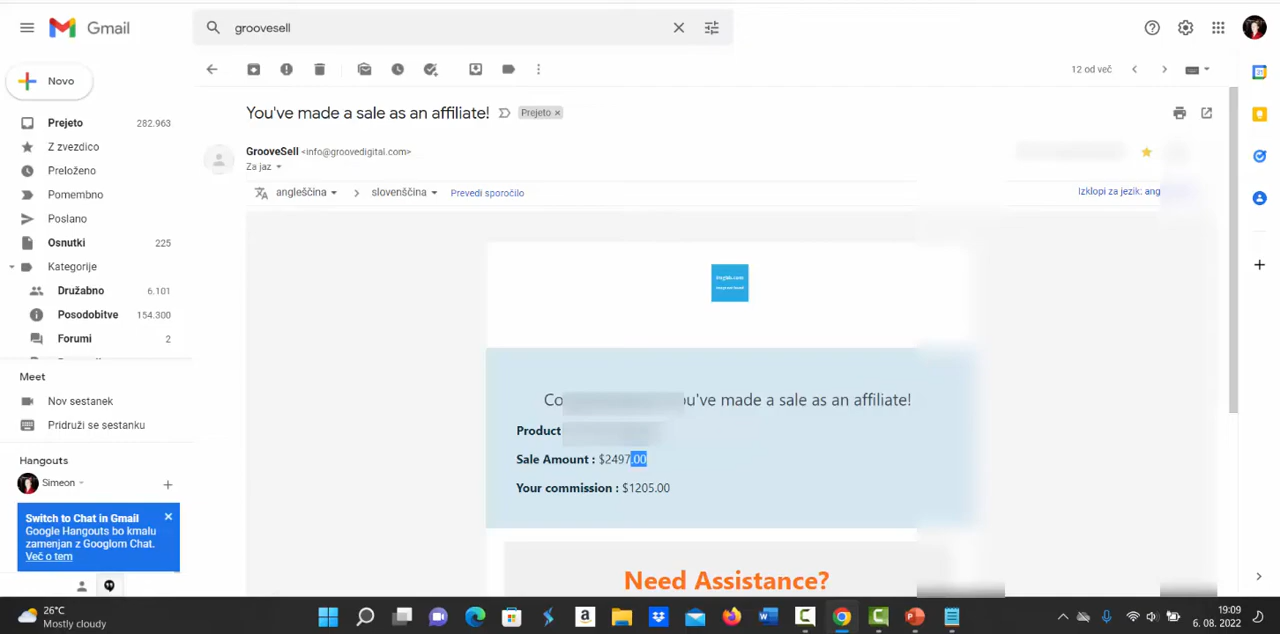 Gmail
groovesell
Novo
12 od več
Prejeto 282.963
Z zvezdico
Preloženo
Pomembno
Poslano
Osnutki 225
Kategorije
Družabno 6.101
Posodobitve 154.300
Forumi 2
Meet
Nov sestanek
Pridruži se sestanku
Hangouts
Simeon
Switch to Chat in Gmail
Google Hangouts bo kmalu
zamenjan z Googlom Chat.
Več o tem
You've made a sale as an affiliate!
Prejeto x
GrooveSell <info@groovedigital.com>
Za jaz
angleščina > slovenščina Prevedi sporočilo
Izklopi za jezik: ang
Co ou've made a sale as an affiliate!
Product
Sale Amount : $2497.00
Your commission : $1205.00
Need Assistance?
26°C
Mostly cloudy
19:09
6. 08. 2022